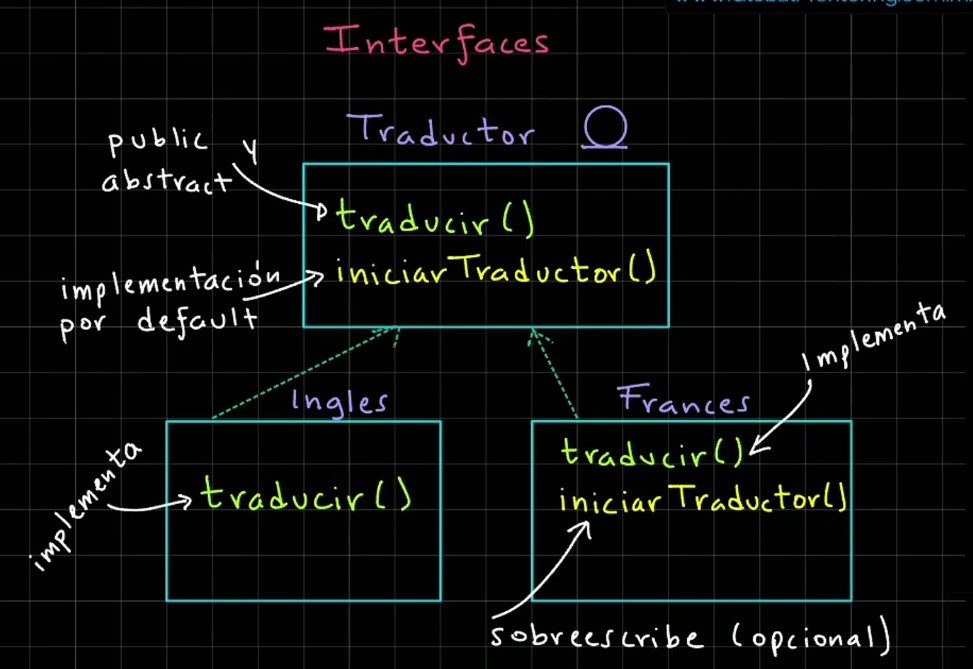 Interfaces
Traductor
public y
abstract
traducir()
iniciarTraductor()
implementación
por default
implementa
Ingles
Frances
implementa
traducir()
traducir()
iniciarTraductor()
sobreescribe (opcional)